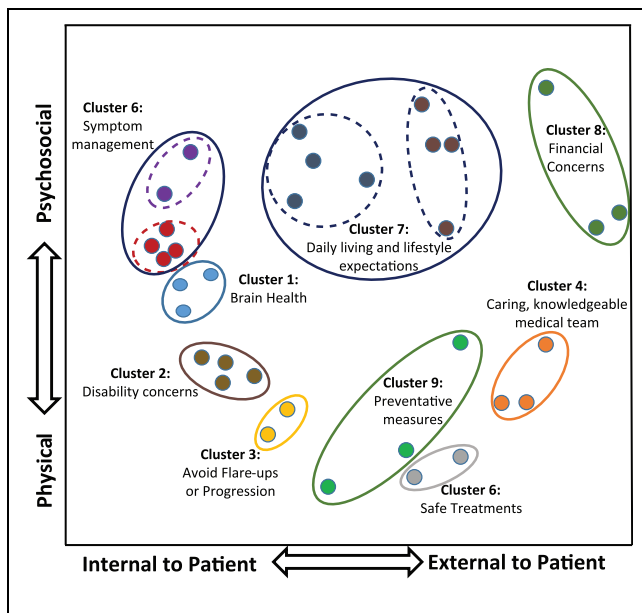 Cluster 6:
Symptom
management
Cluster 8:
Financial
Concerns
Cluster 7:
Daily living and lifestyle
expectations
Cluster 1:
Brain Health
Cluster 4:
Caring, knowledgeable
medical team
Cluster 2:
Disability concerns
Cluster 9:
Preventative
measures
Cluster 3:
Avoid Flare-ups
or Progression
Cluster 6:
Safe Treatments
Psychosocial
Physical
Internal to Patient
External to Patient